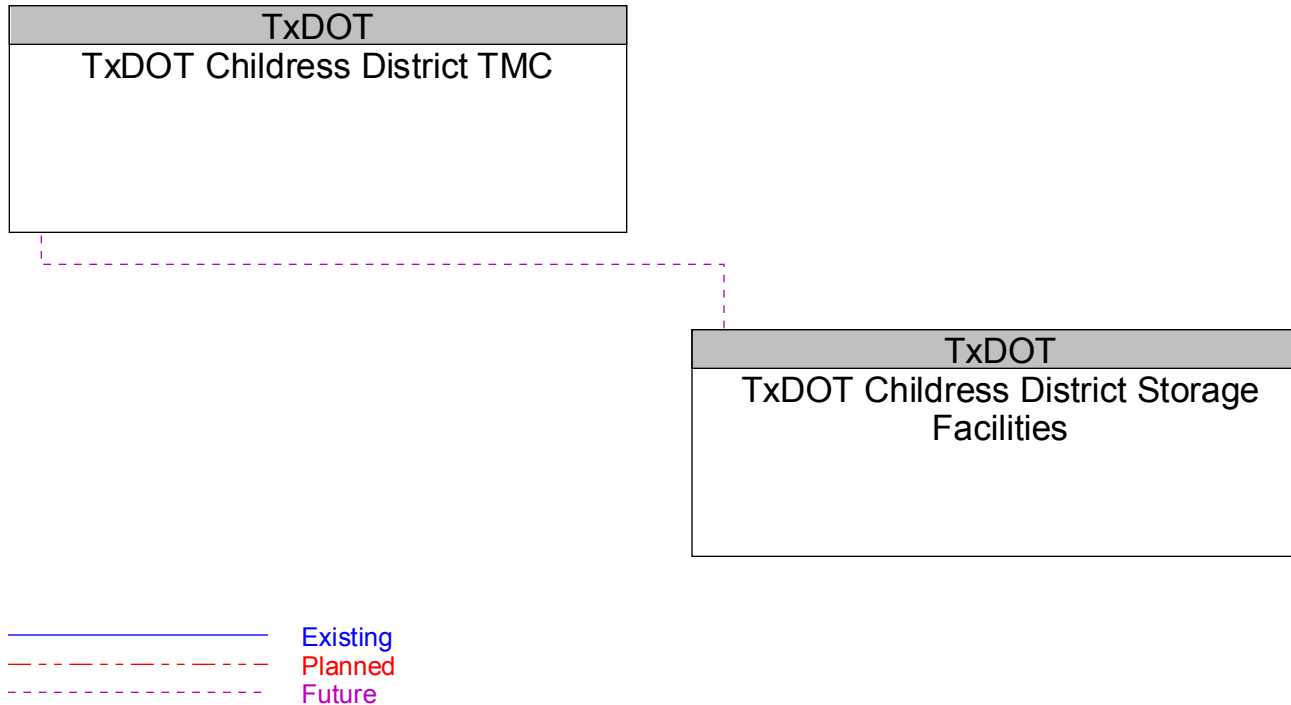 TxDOT
TxDOT Childress District TMC
TxDOT
TxDOT Childress District Storage
Facilities
Existing
Planned
Future